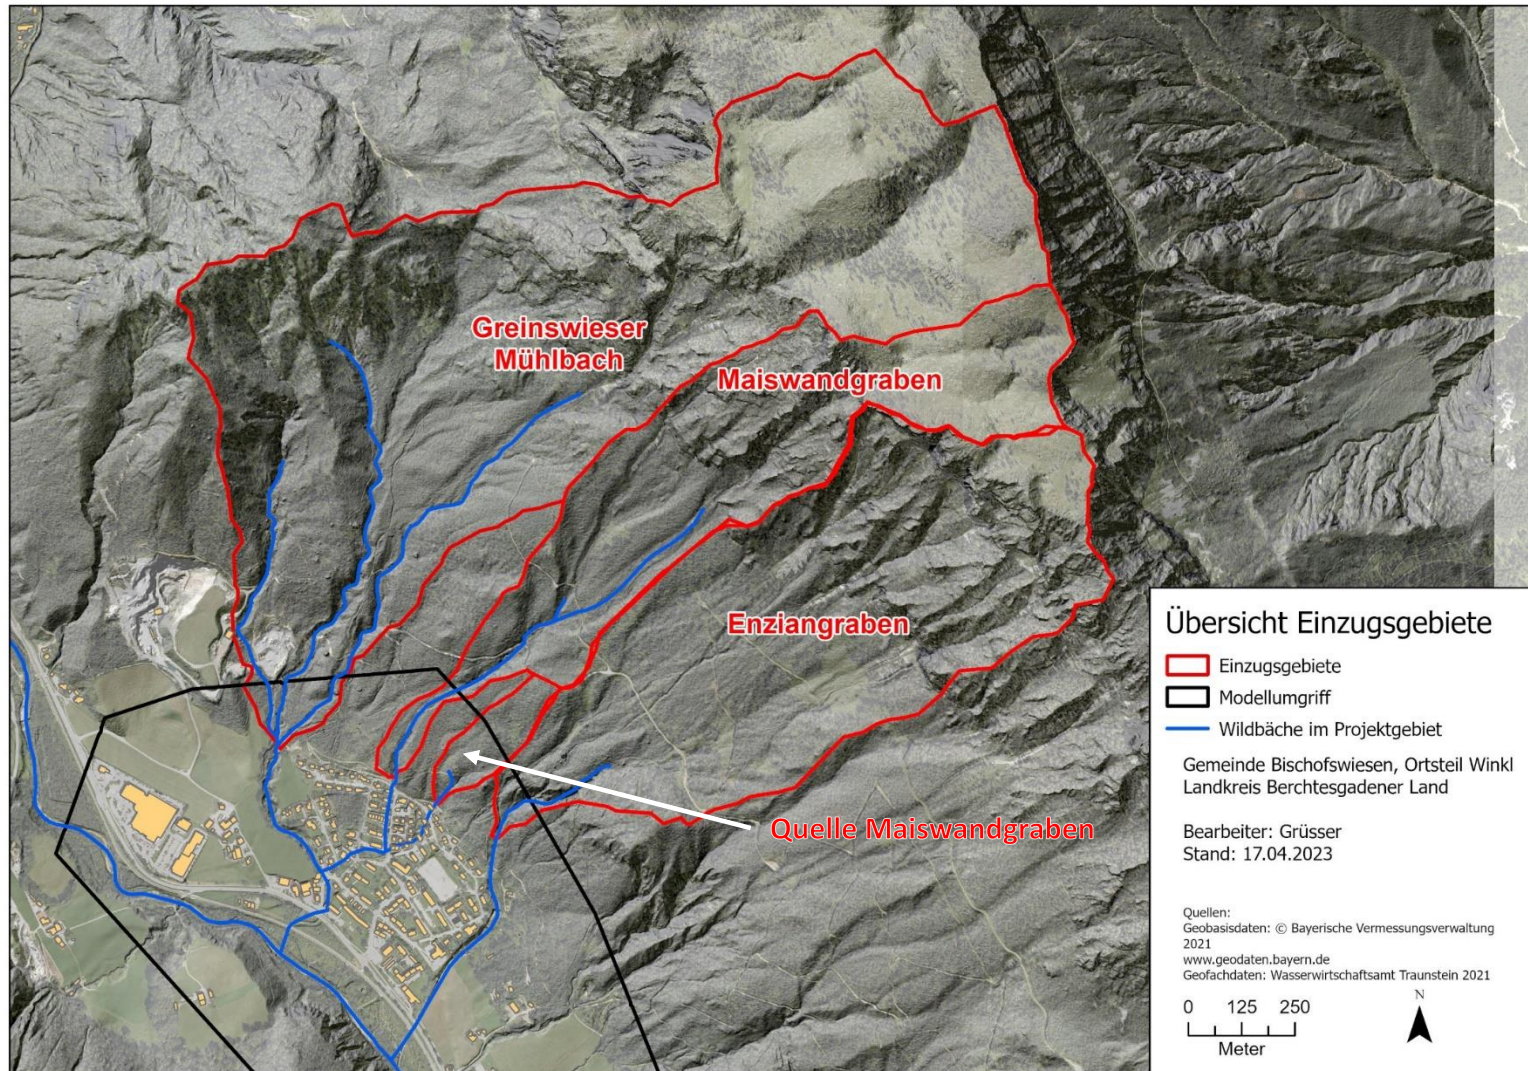 Greinswieser
Mühlbach
Maiswandgraben
Enziangraben
Quelle Maiswandgraben
Übersicht Einzugsgebiete
Einzugsgebiete
Modellumgriff
Wildbäche im Projektgebiet
Gemeinde Bischofswiesen, Ortsteil Winkl
Landkreis Berchtesgadener Land
Bearbeiter: Grüsser
Stand: 17.04.2023
Quellen:
Geobasisdaten: © Bayerische Vermessungsverwaltung
2021
www.geodaten.bayern.de
Geofachdaten: Wasserwirtschaftsamt Traunstein 2021
0 125 250
Meter
N